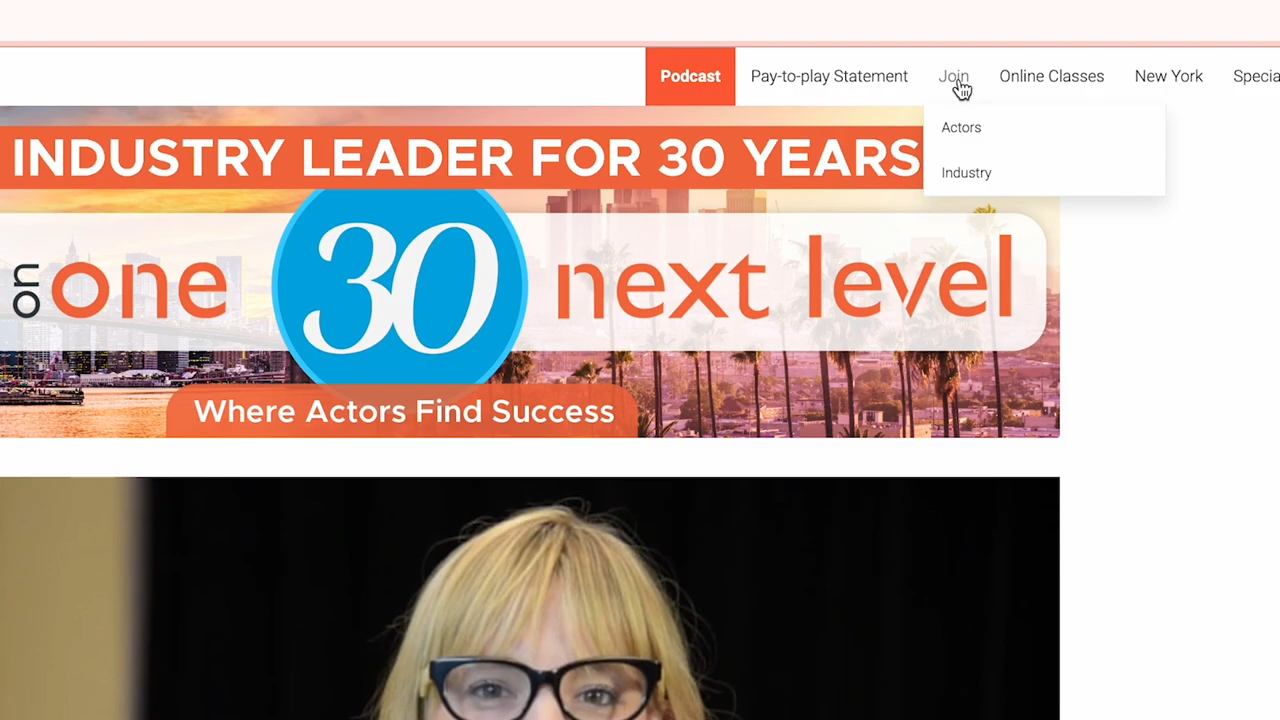 Podcast Pay-to-play Statement Join Online Classes New York Specia
Actors
Industry
INDUSTRY LEADER FOR 30 YEARS
on one 30 next level
Where Actors Find Success